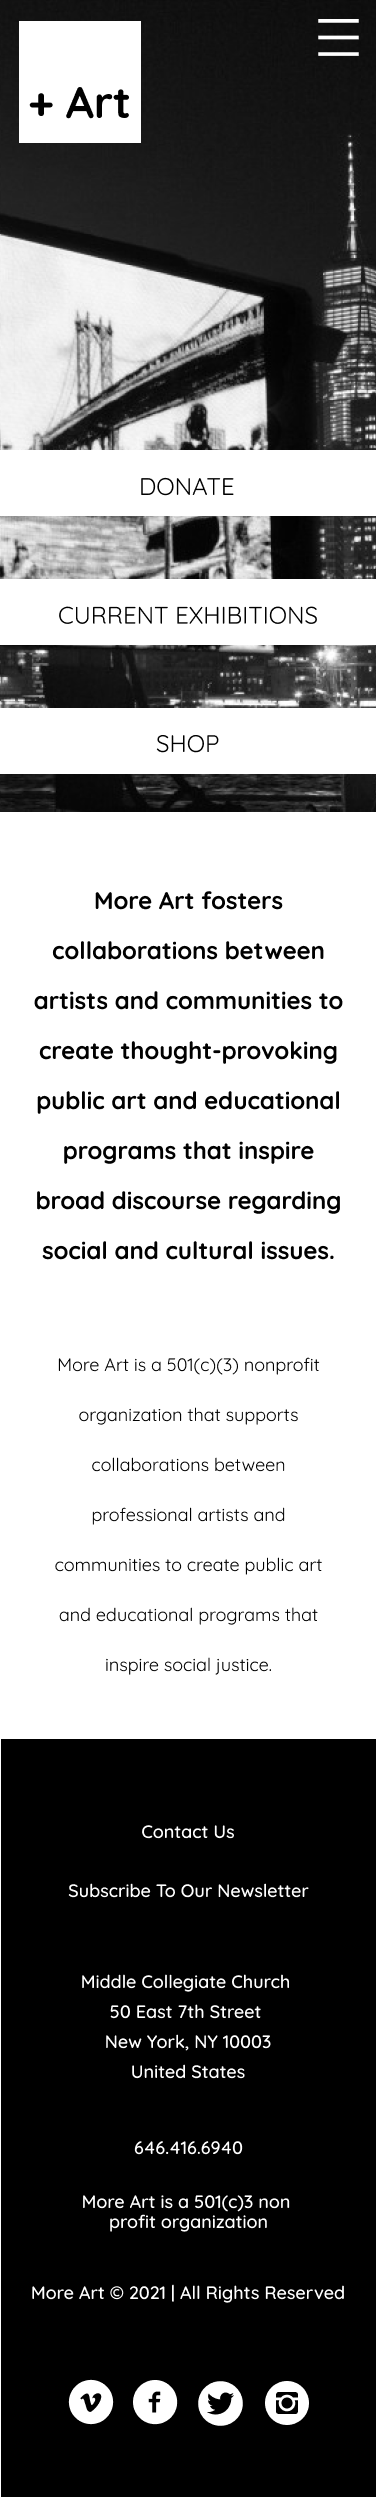 + Art
DONATE
CURRENT EXHIBITIONS
SHOP
More Art fosters
collaborations between
artists and communities to
create thought-provoking
public art and educational
programs that inspire
broad discourse regarding
social and cultural issues.
More Art is a 501(c)(3) nonprofit
organization that supports
collaborations between
professional artists and
communities to create public art
and educational programs that
inspire social justice.
Contact Us
Subscribe To Our Newsletter
Middle Collegiate Church
50 East 7th Street
New York, NY 10003
United States
646.416.6940
More Art is a 501(c)3 non
profit organization
More Art © 2021 | All Rights Reserved